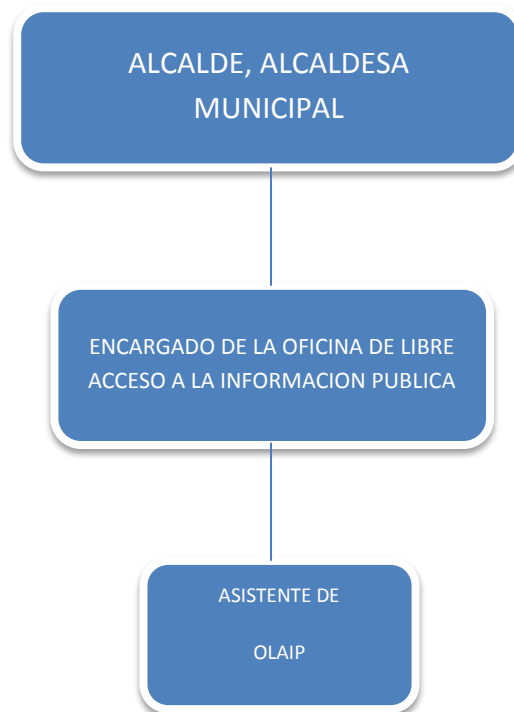 ALCALDE, ALCALDESA
MUNICIPAL
ENCARGADO DE LA OFICINA DE LIBRE
ACCESO A LA INFORMACION PUBLICA
ASISTENTE DE
OLAIP